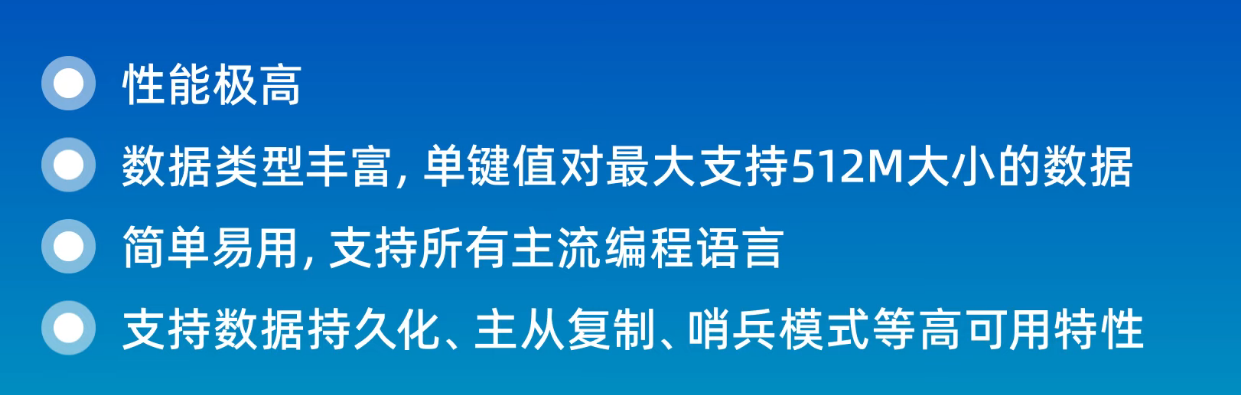 性能极高
数据类型丰富, 单键值对最大支持512M大小的数据
简单易用, 支持所有主流编程语言
支持数据持久化、主从复制、哨兵模式等高可用特性